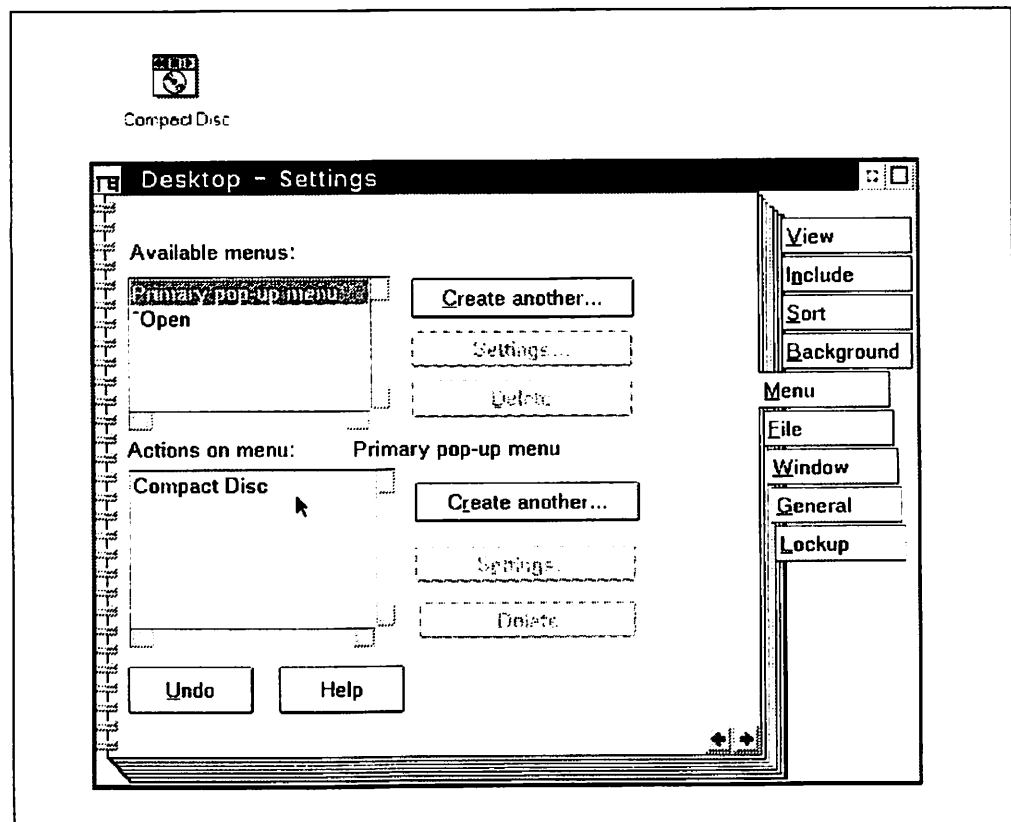 Compact Disc
Desktop – Settings
Available menus:
Primary pop-up menu
~Open
Create another...
Settings...
Delete
Actions on menu:
Primary pop-up menu
Compact Disc
Create another...
Settings...
Delete
Undo
Help
View
Include
Sort
Background
Menu
File
Window
General
Lockup